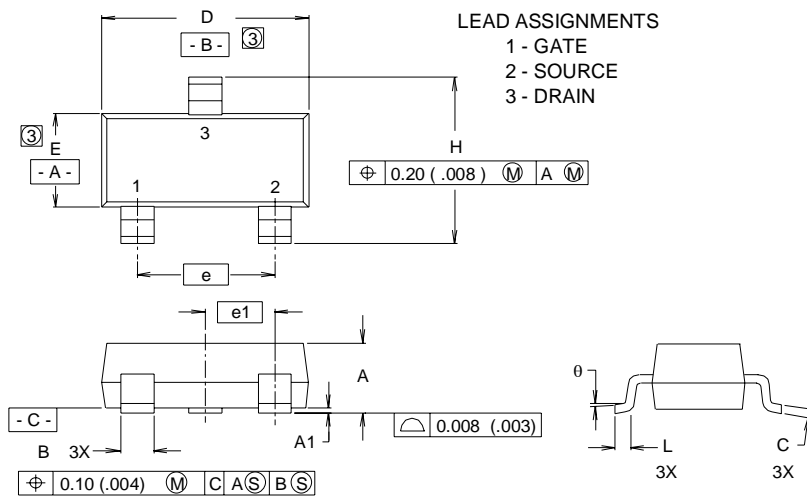 LEAD ASSIGNMENTS
1 - GATE
2 - SOURCE
3 - DRAIN
D
- B -
3
3
E
- A -
3
1
2
H
⌖ 0.20 ( .008 ) Ⓜ A Ⓜ
e
e1
A
A1
- C -
B 3X
⌖ 0.10 (.004) Ⓜ C A Ⓢ B Ⓢ
⌓ 0.008 (.003)
θ
L
3X
C
3X